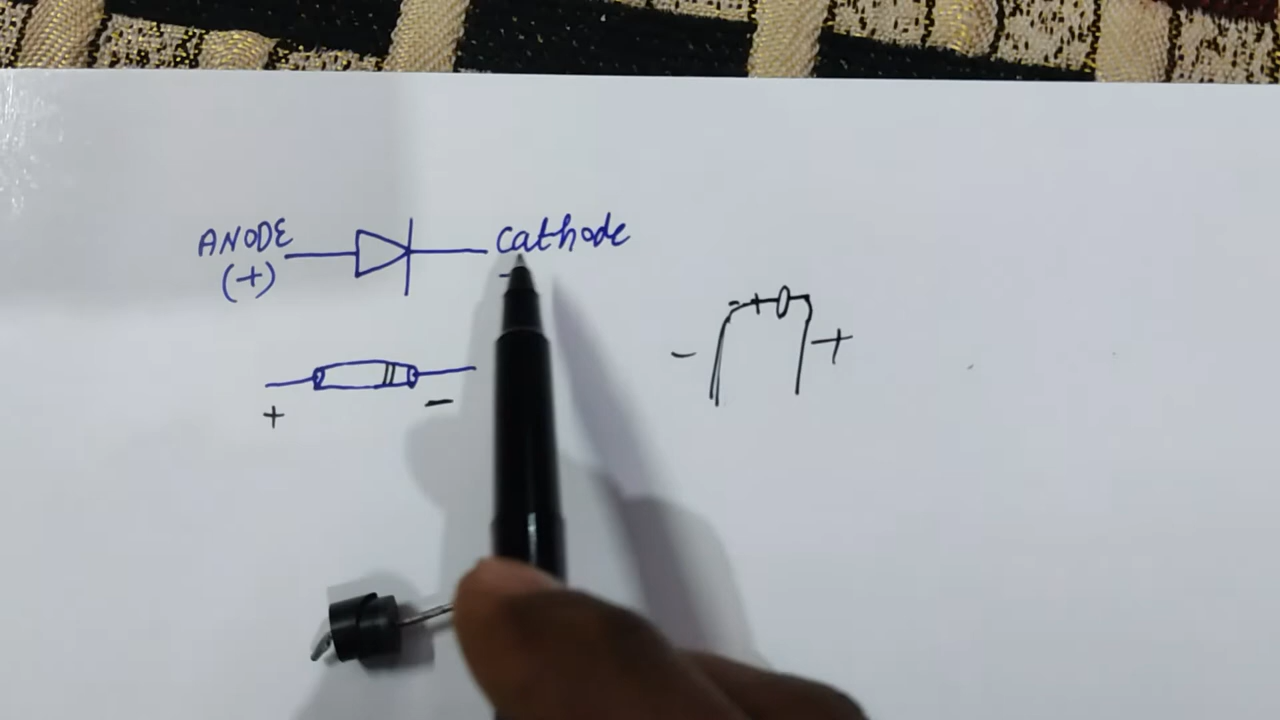 ANODE cathode
(+) -
- +
+ -